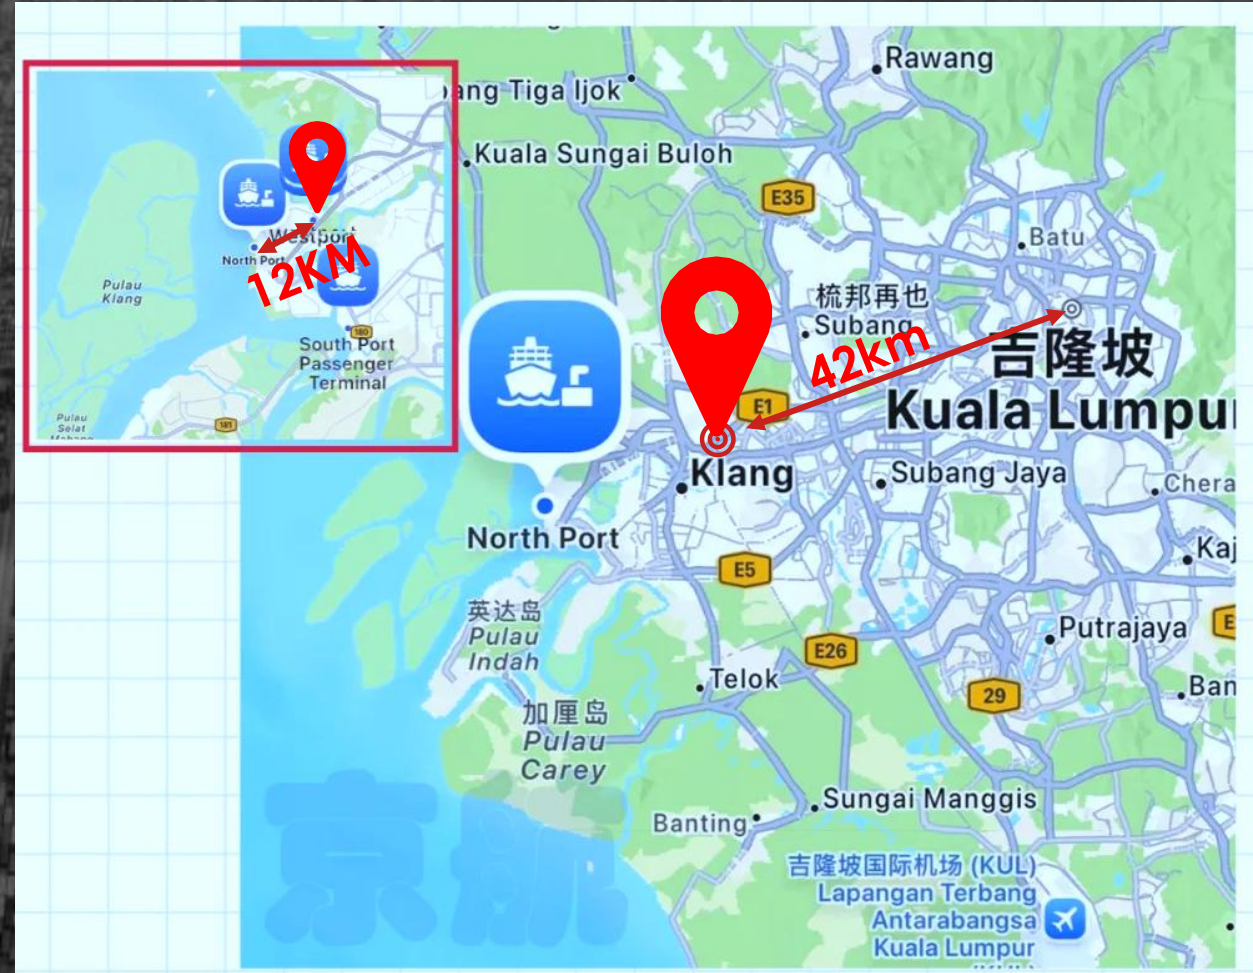 Rawang
ang Tiga Ijok
Kuala Sungai Buloh
E35
Batu
Westport
North Port
12KM
Pulau
Klang
180
South Port
Passenger
Terminal
Pulau
Selat
181
梳邦再也
Subang
42km
吉隆坡
Kuala Lumpu
E1
Klang
Subang Jaya
Chera
North Port
Kaj
E5
英达岛
Pulau
Indah
Putrajaya
E26
Telok
29
Ban
加厘岛
Pulau
Carey
Sungai Manggis
Banting
京航
吉隆坡国际机场 (KUL)
Lapangan Terbang
Antarabangsa
Kuala Lumpur